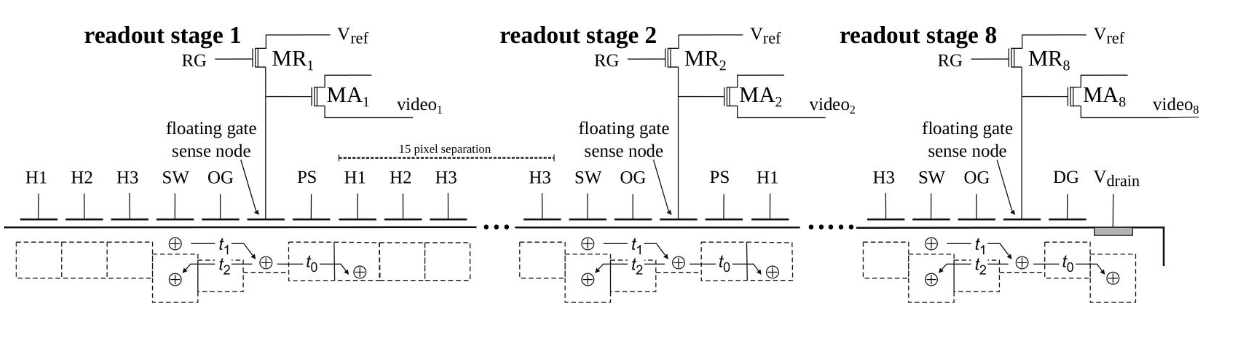 readout stage 1
V_ref
RG
MR_1
MA_1
video_1
floating gate
sense node
15 pixel separation
H1 H2 H3 SW OG PS H1 H2 H3
t_1
t_2
t_0
readout stage 2
V_ref
RG
MR_2
MA_2
video_2
floating gate
sense node
H3 SW OG PS H1
t_1
t_2
t_0
readout stage 8
V_ref
RG
MR_8
MA_8
video_8
floating gate
sense node
H3 SW OG DG V_drain
t_1
t_2
t_0